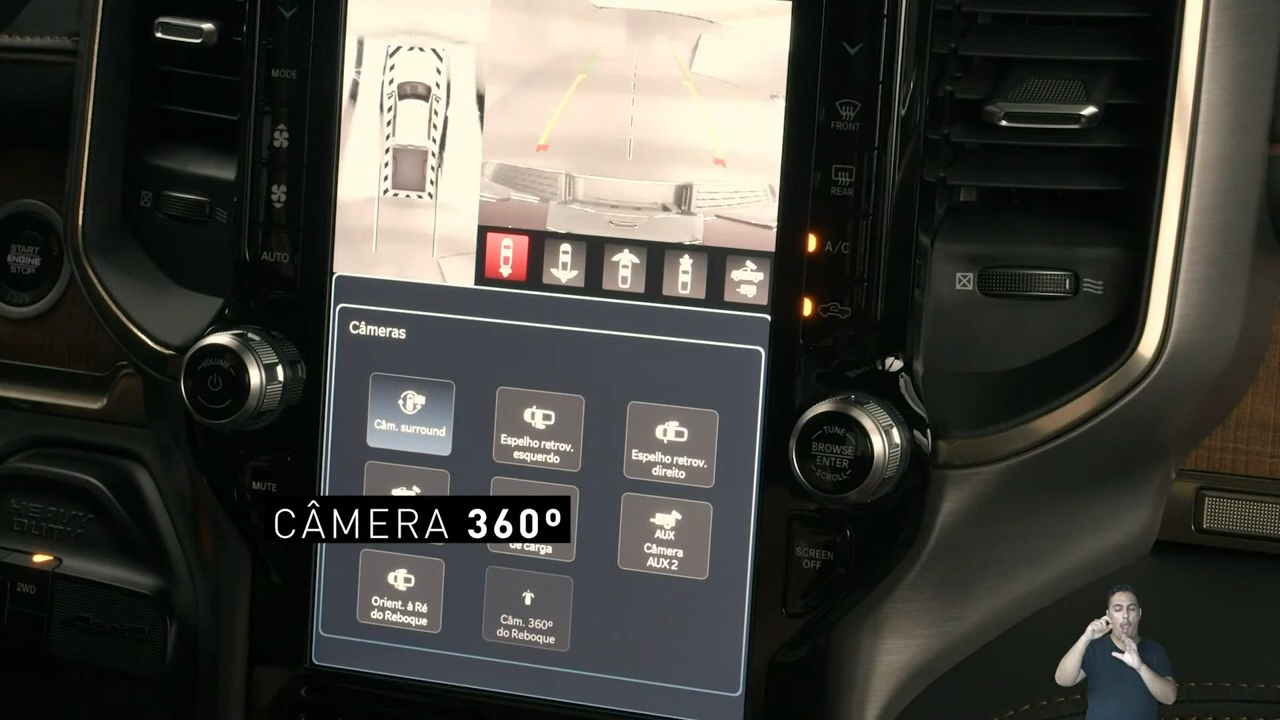 MODE
FRONT
REAR
AUTO
A/C
START
ENGINE
STOP
Câmeras
VOLUME
Câm. surround
Espelho retrov.
esquerdo
Espelho retrov.
direito
TUNE
BROWSE
ENTER
SCROLL
MUTE
HEAVY
DUTY
CÂMERA 360º
de carga
AUX
Câmera
AUX 2
SCREEN
OFF
2WD
Orient. à Ré
do Reboque
Câm. 360°
do Reboque